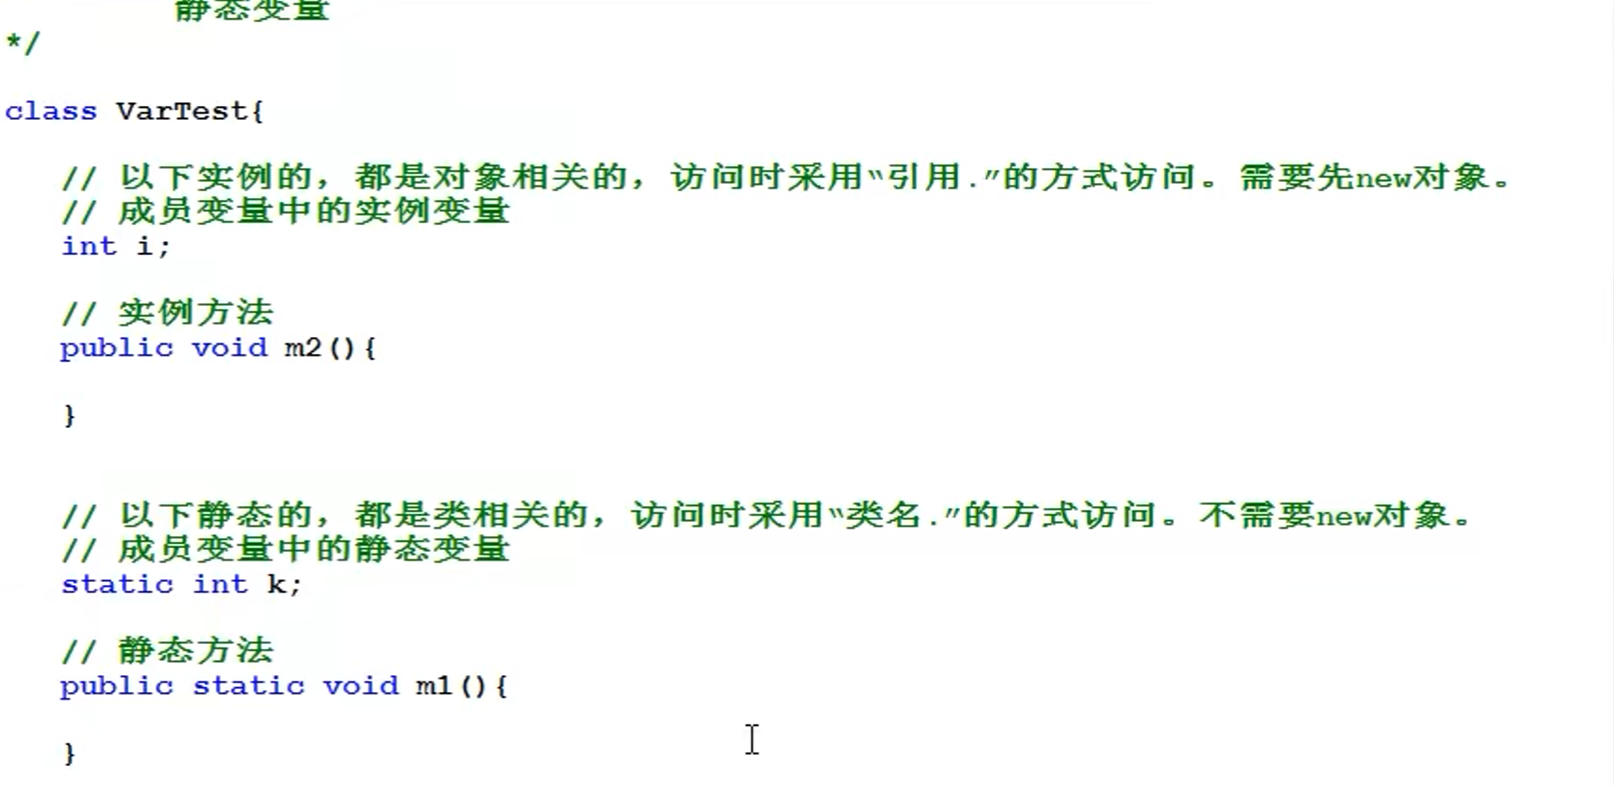 静态变量
*/
class VarTest{
// 以下实例的，都是对象相关的，访问时采用“引用.”的方式访问。需要先new对象。
// 成员变量中的实例变量
int i;
// 实例方法
public void m2(){
}
// 以下静态的，都是类相关的，访问时采用“类名.”的方式访问。不需要new对象。
// 成员变量中的静态变量
static int k;
// 静态方法
public static void m1(){
}